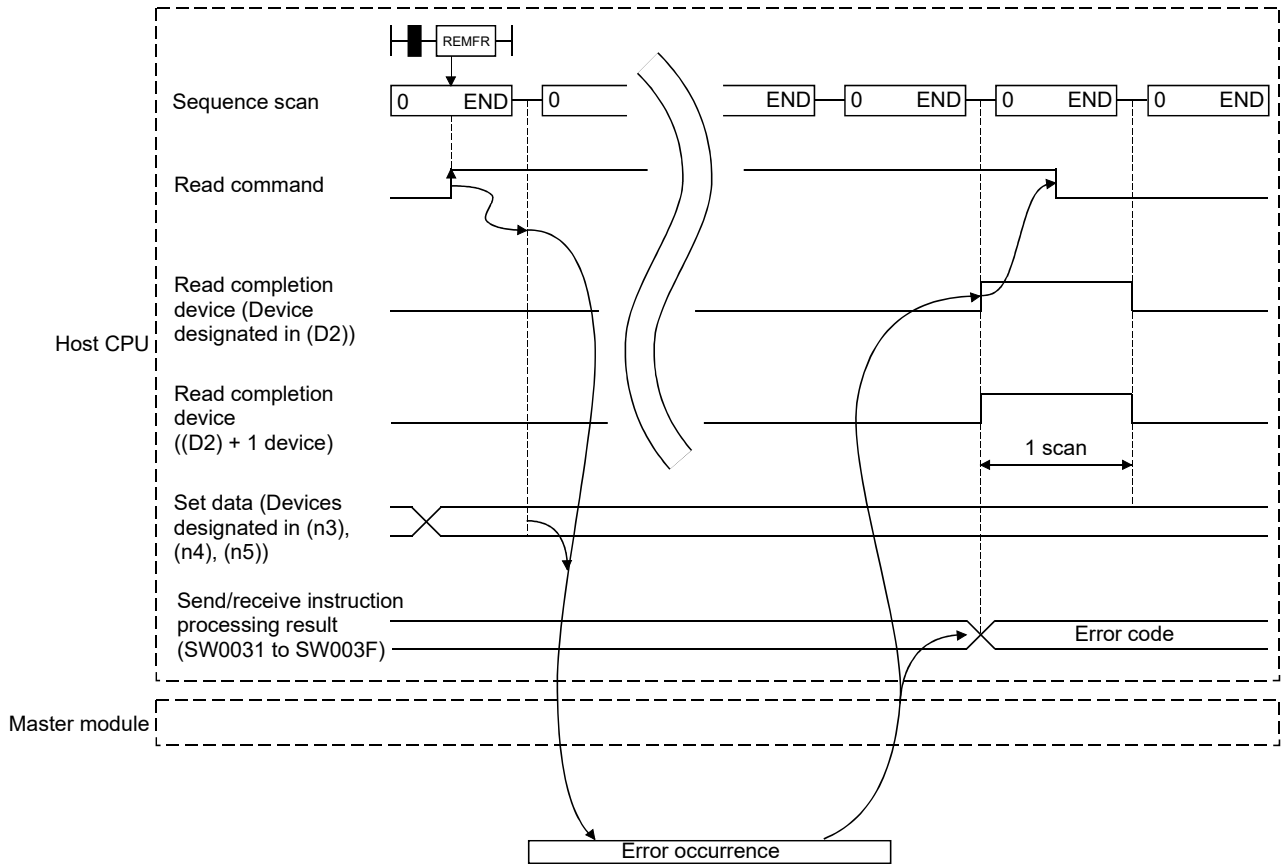 REMFR
Sequence scan
0 END 0 END 0 END 0 END 0 END
Read command
Read completion
device (Device
designated in (D2))
Host CPU
Read completion
device
((D2) + 1 device)
1 scan
Set data (Devices
designated in (n3),
(n4), (n5))
Send/receive instruction
processing result
(SW0031 to SW003F)
Error code
Master module
Error occurrence